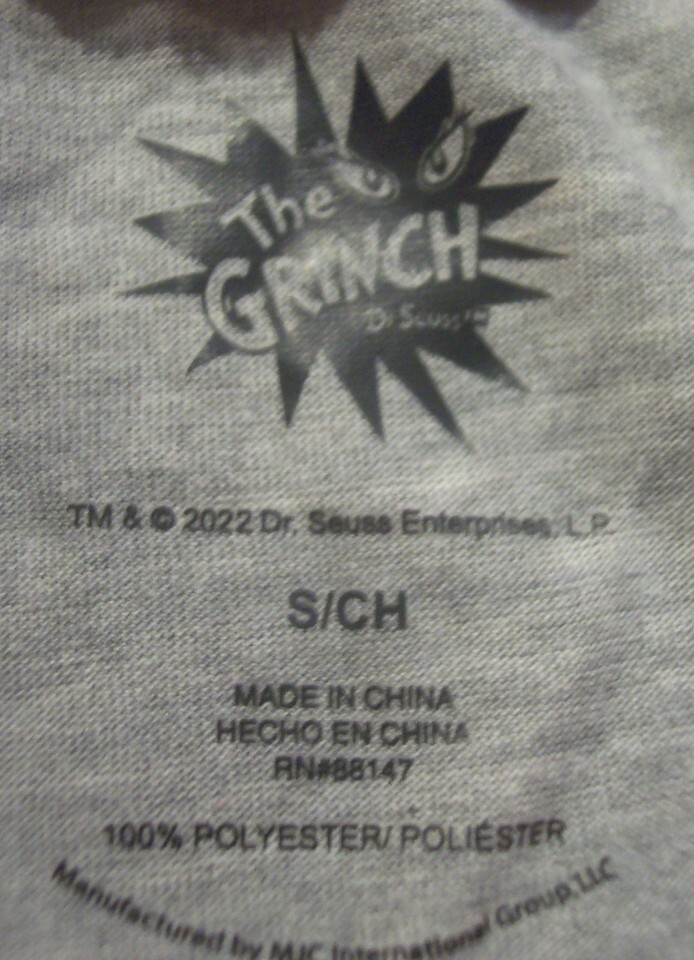 The
GRINCH
Dr. Seuss™
TM & © 2022 Dr. Seuss Enterprises, L.P.
S/CH
MADE IN CHINA
HECHO EN CHINA
RN#88147
100% POLYESTER/ POLIÉSTER
Manufactured by MJC International Group, LLC